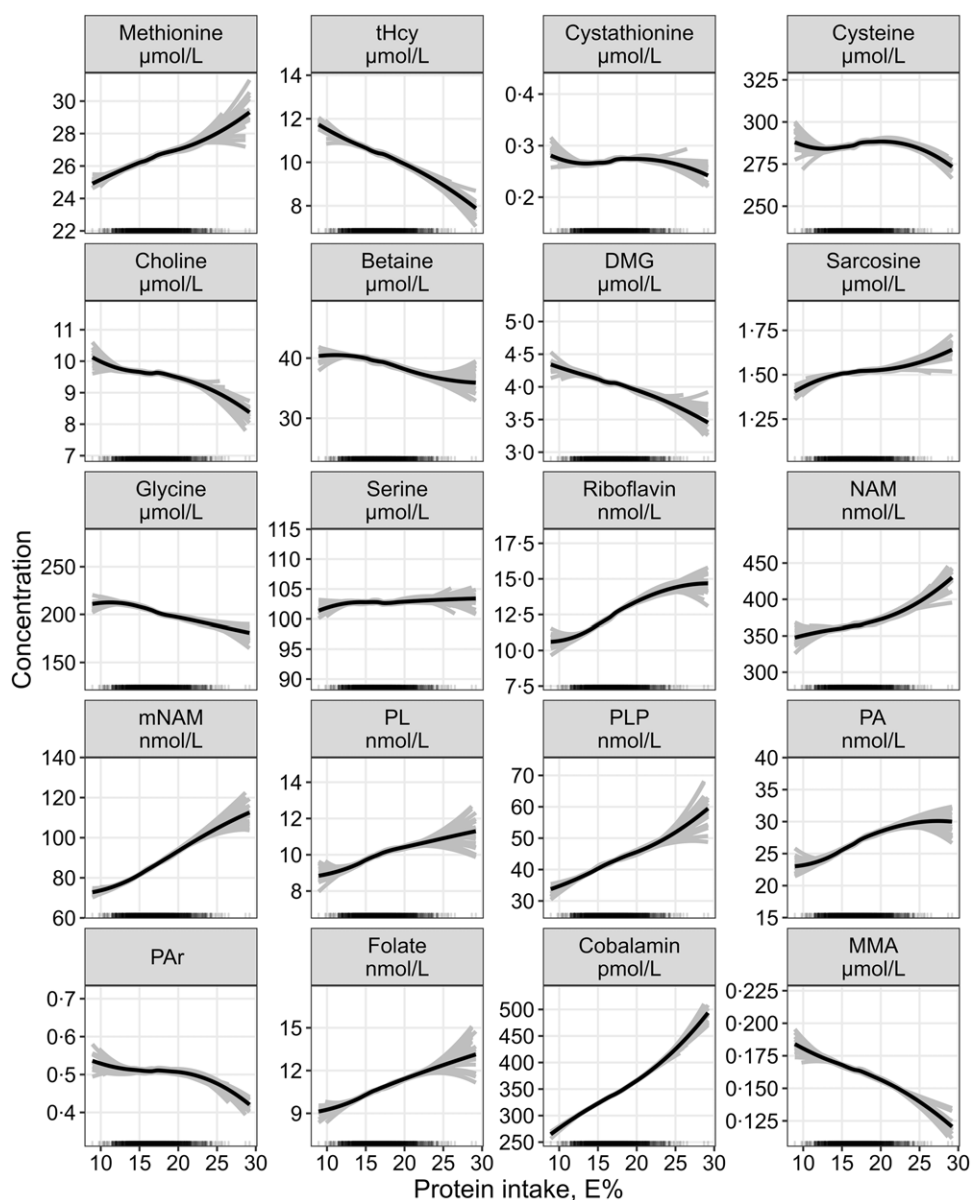 Methionine
µmol/L
tHcy
µmol/L
Cystathionine
µmol/L
Cysteine
µmol/L
30
28
26
24
22
14
12
10
8
0·4
0·3
0·2
325
300
275
250
Choline
µmol/L
Betaine
µmol/L
DMG
µmol/L
Sarcosine
µmol/L
11
10
9
8
7
40
30
5·0
4·5
4·0
3·5
3·0
1·75
1·50
1·25
Glycine
µmol/L
Serine
µmol/L
Riboflavin
nmol/L
NAM
nmol/L
250
200
150
115
110
105
100
95
90
17·5
15·0
12·5
10·0
7·5
450
400
350
300
Concentration
mNAM
nmol/L
PL
nmol/L
PLP
nmol/L
PA
nmol/L
140
120
100
80
60
14
12
10
8
70
60
50
40
30
40
35
30
25
20
15
PAr
Folate
nmol/L
Cobalamin
pmol/L
MMA
µmol/L
0·7
0·6
0·5
0·4
15
12
9
500
450
400
350
300
250
0·225
0·200
0·175
0·150
0·125
10 15 20 25 30 10 15 20 25 30 10 15 20 25 30 10 15 20 25 30
Protein intake, E%